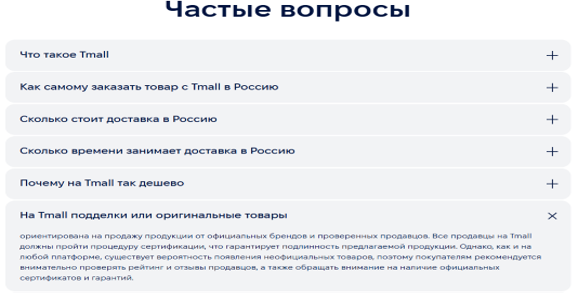 Частые вопросы
Что такое Tmall
Как самому заказать товар с Tmall в Россию
Сколько стоит доставка в Россию
Сколько времени занимает доставка в Россию
Почему на Tmall так дешево
На Tmall подделки или оригинальные товары
ориентирована на продажу продукции от официальных брендов и проверенных продавцов. Все продавцы на Tmall
должны пройти процедуру сертификации, что гарантирует подлинность предлагаемой продукции. Однако, как и на
любой платформе, существует вероятность появления неофициальных товаров, поэтому покупателям рекомендуется
внимательно проверять рейтинг и отзывы продавцов, а также обращать внимание на наличие официальных
сертификатов и гарантий.